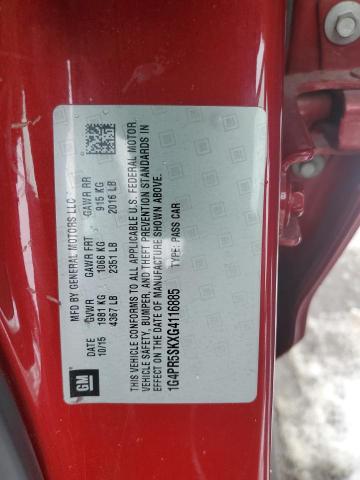 MFD BY GENERAL MOTORS LLC
10/15 GVWR GAWR FRT GAWR RR
1981 KG 1066 KG 915 KG
4367 LB 2351 LB 2016 LB
THIS VEHICLE CONFORMS TO ALL APPLICABLE U.S. FEDERAL MOTOR
VEHICLE SAFETY, BUMPER, AND THEFT PREVENTION STANDARDS IN
EFFECT ON THE DATE OF MANUFACTURE SHOWN ABOVE.
1G4PR5SKXG4116885 TYPE: PASS CAR
GM